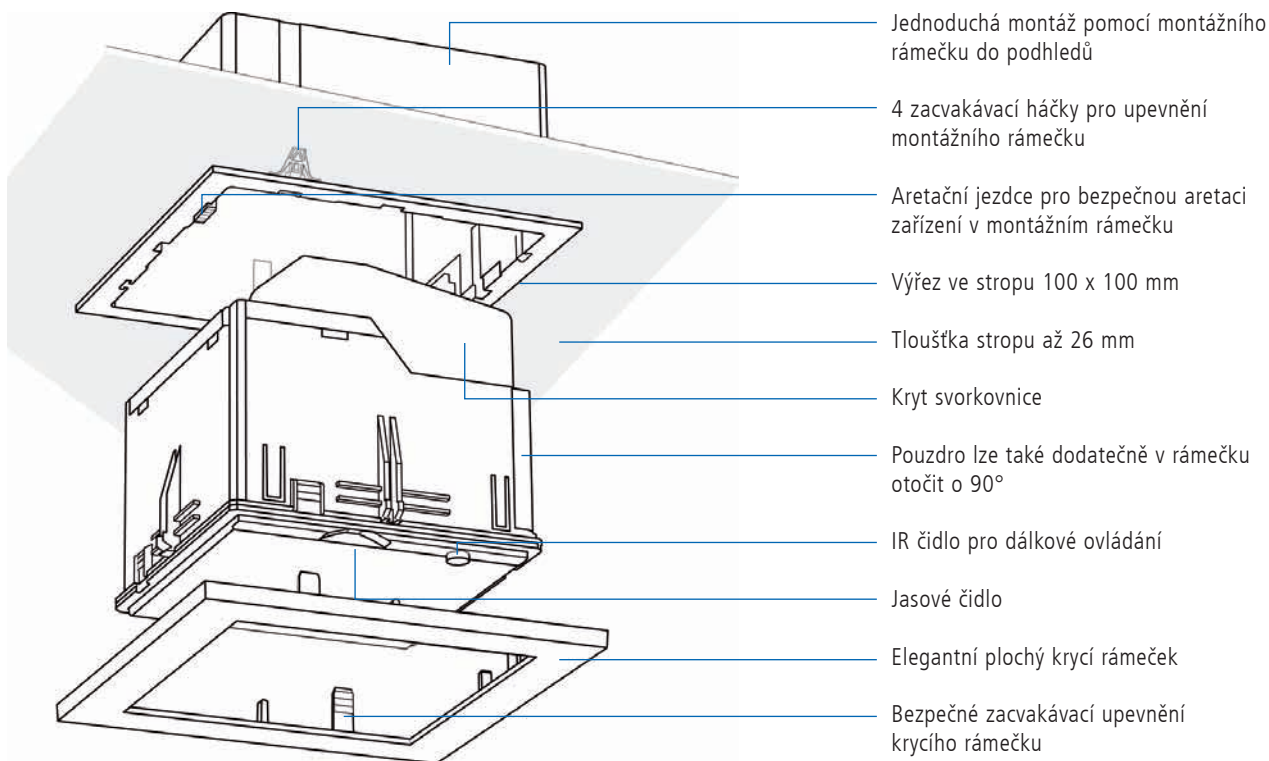 Jednoduchá montáž pomocí montážního
rámečku do podhledů
4 zacvakávací háčky pro upevnění
montážního rámečku
Aretační jezdce pro bezpečnou aretaci
zařízení v montážním rámečku
Výřez ve stropu 100 x 100 mm
Tloušťka stropu až 26 mm
Kryt svorkovnice
Pouzdro lze také dodatečně v rámečku
otočit o 90°
IR čidlo pro dálkové ovládání
Jasové čidlo
Elegantní plochý krycí rámeček
Bezpečné zacvakávací upevnění
krycího rámečku